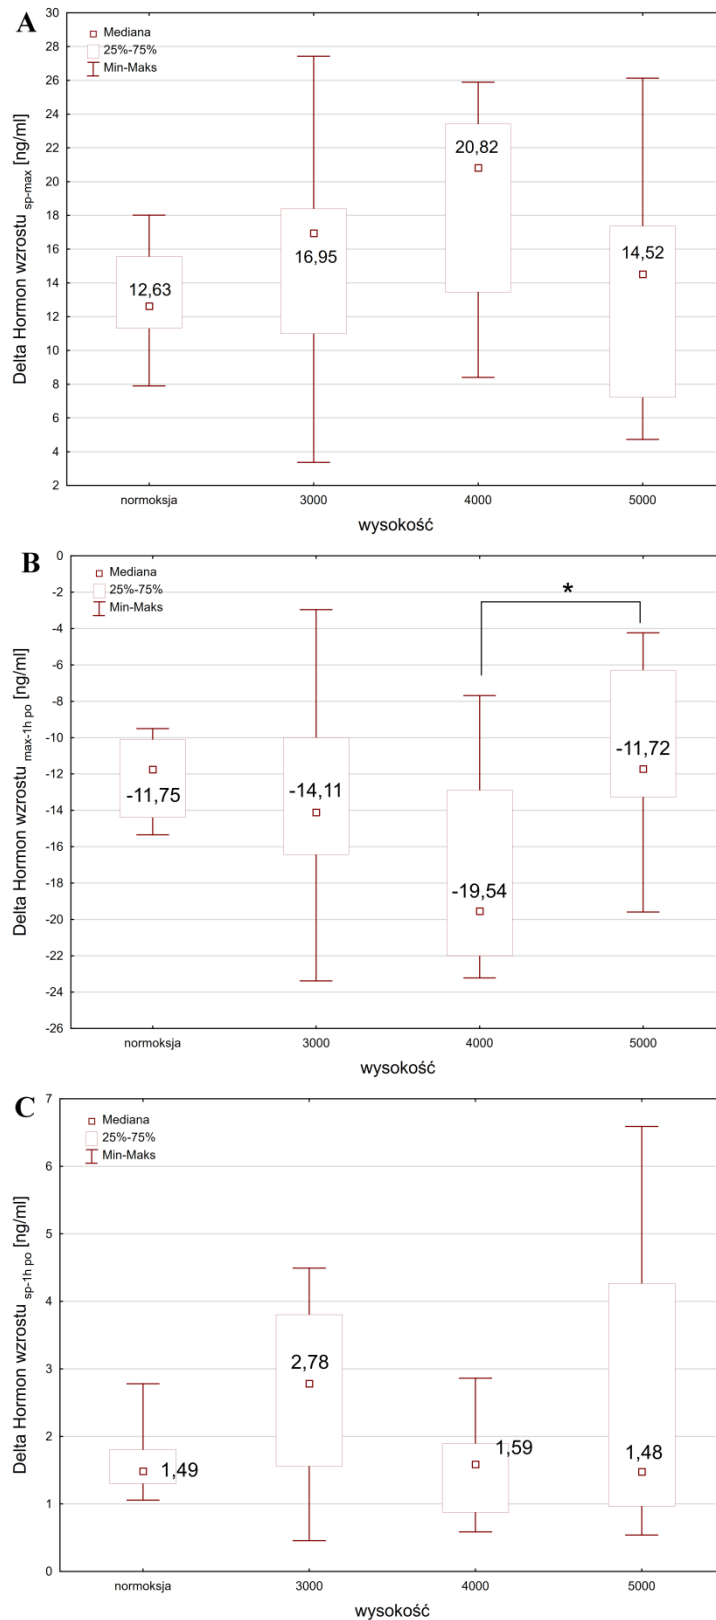 A
Delta Hormon wzrostu sp-max [ng/ml]
Mediana
25%-75%
Min-Maks
30
28
26
24
22
20
18
16
14
12
10
8
6
4
2
12,63
16,95
20,82
14,52
normoksja 3000 4000 5000
wysokość
B
Delta Hormon wzrostu max-1h po [ng/ml]
Mediana
25%-75%
Min-Maks
*
0
-2
-4
-6
-8
-10
-12
-14
-16
-18
-20
-22
-24
-26
-11,75
-14,11
-19,54
-11,72
normoksja 3000 4000 5000
wysokość
C
Delta Hormon wzrostu sp-1h po [ng/ml]
Mediana
25%-75%
Min-Maks
7
6
5
4
3
2
1
0
1,49
2,78
1,59
1,48
normoksja 3000 4000 5000
wysokość